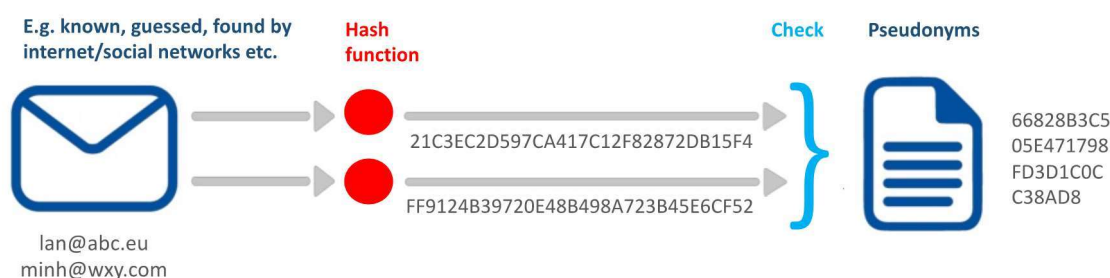 E.g. known, guessed, found by
internet/social networks etc.
Hash
function
Check
Pseudonyms
21C3EC2D597CA417C12F82872DB15F4
FF9124B39720E48B498A723B45E6CF52
66828B3C5
05E471798
FD3D1C0C
C38AD8
lan@abc.eu
minh@wxy.com